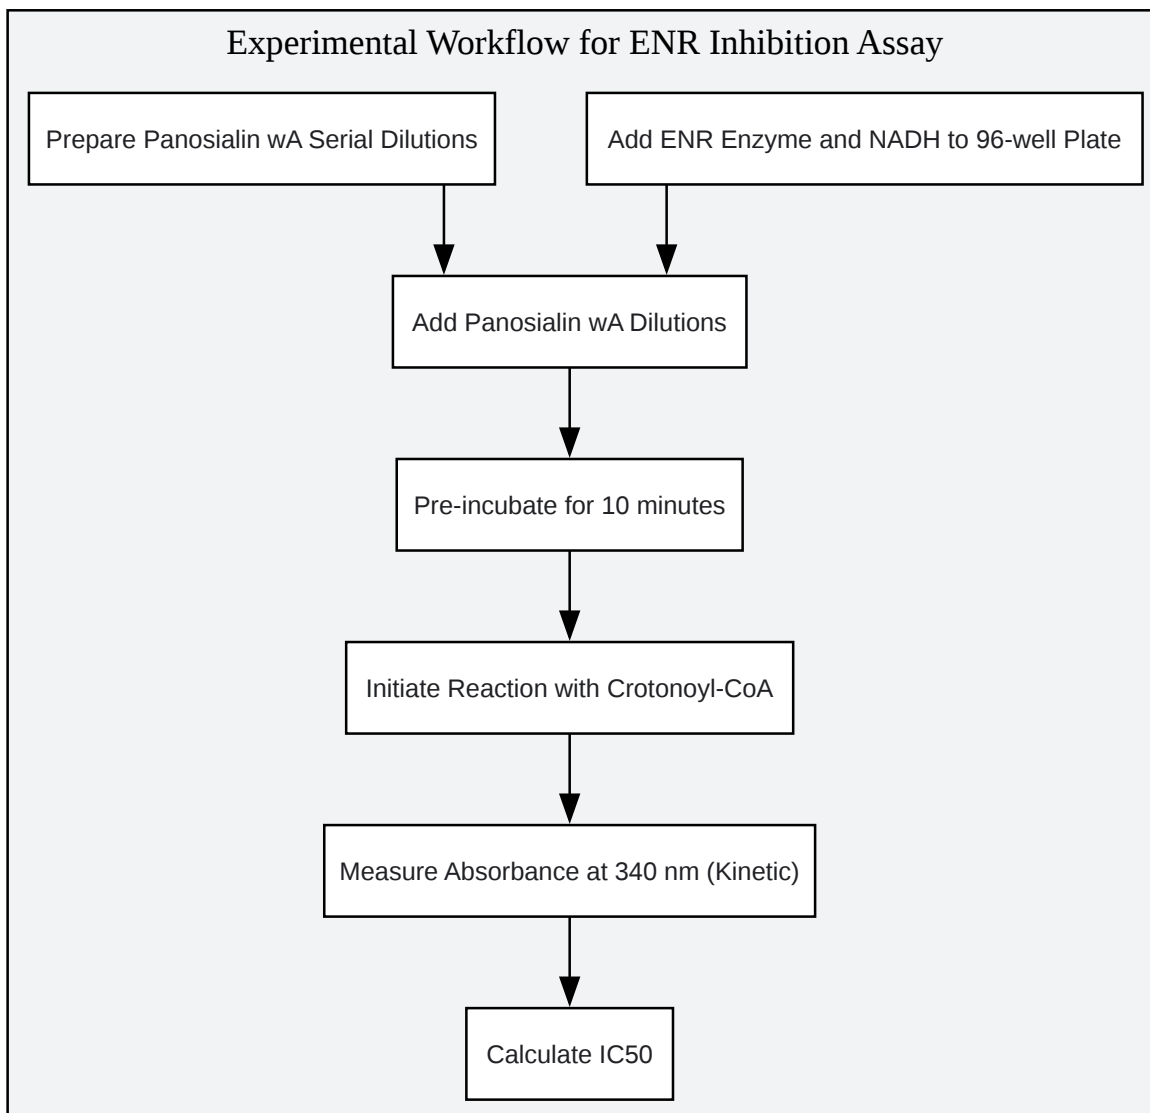 Experimental Workflow for ENR Inhibition Assay
Prepare Panosialin wA Serial Dilutions
Add ENR Enzyme and NADH to 96-well Plate
Add Panosialin wA Dilutions
Pre-incubate for 10 minutes
Initiate Reaction with Crotonoyl-CoA
Measure Absorbance at 340 nm (Kinetic)
Calculate IC50